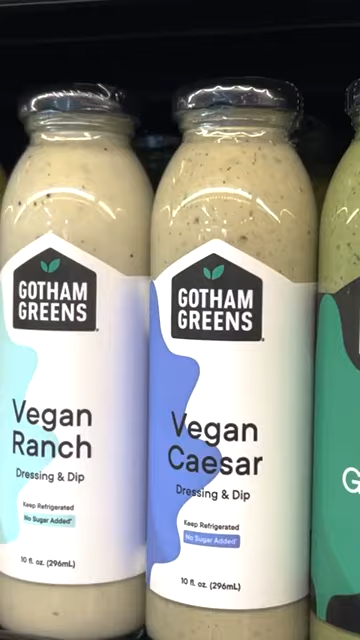 GOTHAM
GREENS
Vegan
Ranch
Dressing & Dip
Keep Refrigerated
No Sugar Added*
10 fl. oz. (296mL)
GOTHAM
GREENS
Vegan
Caesar
Dressing & Dip
Keep Refrigerated
No Sugar Added*
10 fl. oz. (296mL)
G